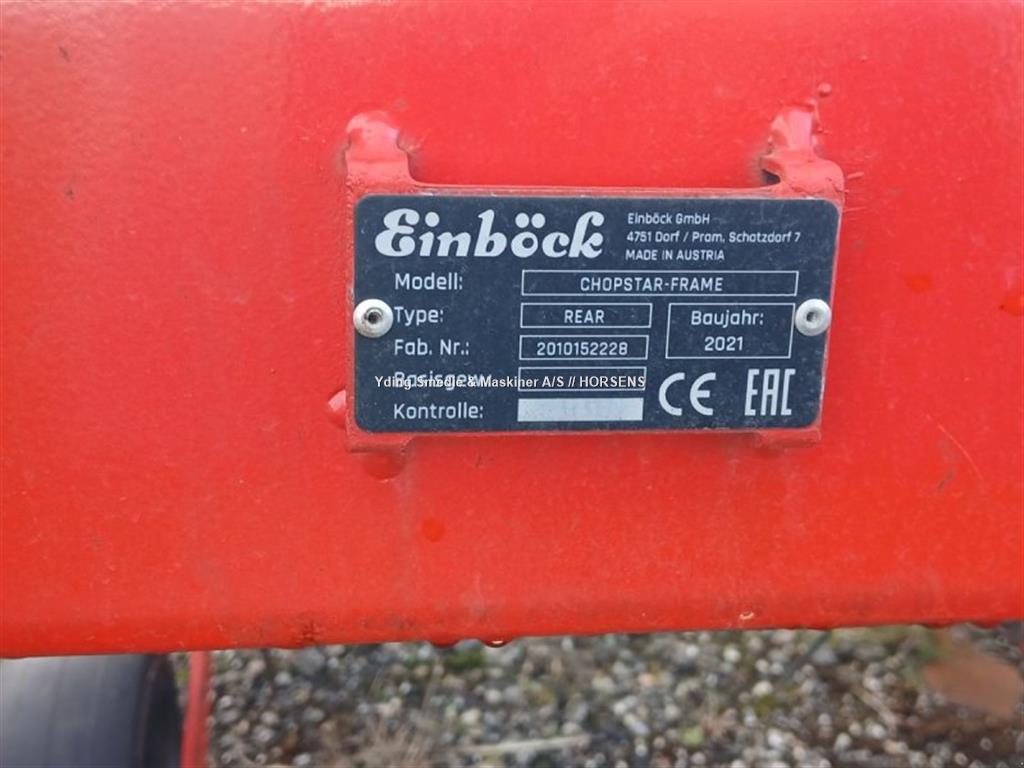 Einböck
Einböck GmbH
4751 Dorf / Pram, Schatzdorf 7
MADE IN AUSTRIA
Modell: CHOPSTAR-FRAME
Type: REAR
Baujahr:
2021
Fab. Nr.: 2010152228
Basisgew.
Yding Smedie & Maskiner A/S // HORSENS
Kontrolle:
CE EAC